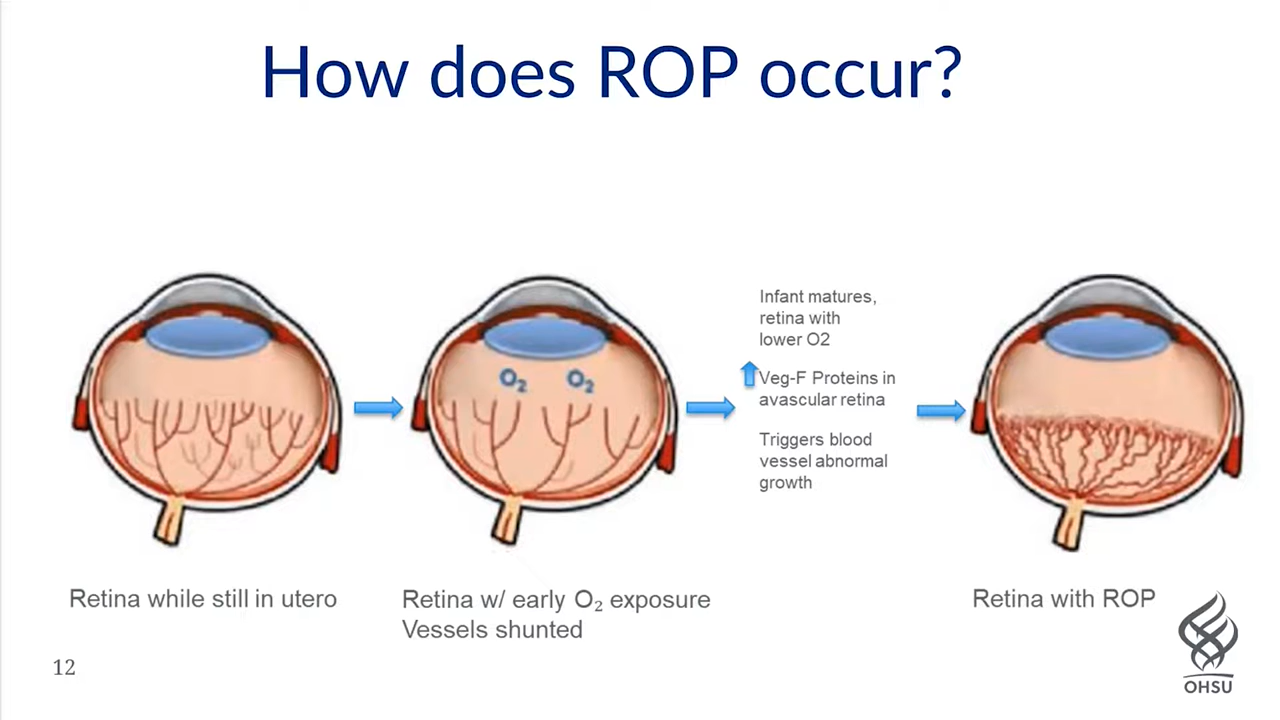 How does ROP occur?
O₂ O₂
Infant matures,
retina with
lower O2
Veg-F Proteins in
avascular retina
Triggers blood
vessel abnormal
growth
Retina while still in utero
Retina w/ early O₂ exposure
Vessels shunted
Retina with ROP
12
OHSU